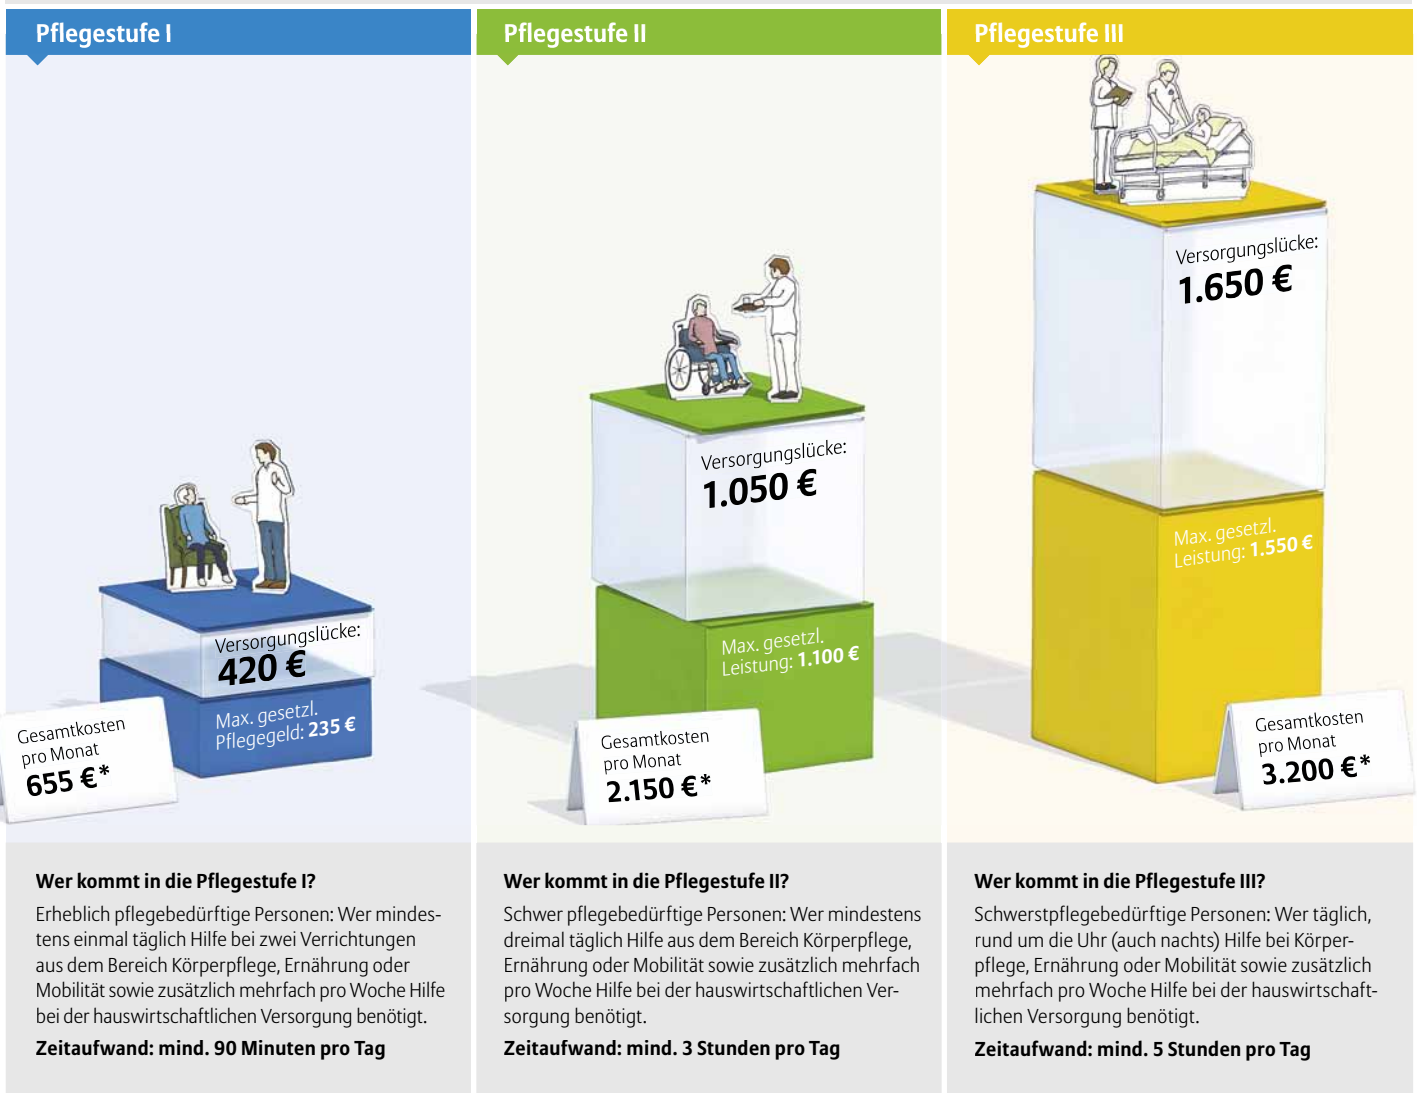 Pflegestufe I
Versorgungslücke:
420 €
Max. gesetzl.
Pflegegeld: 235 €
Gesamtkosten
pro Monat
655 €*
Wer kommt in die Pflegestufe I?
Erheblich pflegebedürftige Personen: Wer mindes-
tens einmal täglich Hilfe bei zwei Verrichtungen
aus dem Bereich Körperpflege, Ernährung oder
Mobilität sowie zusätzlich mehrfach pro Woche Hilfe
bei der hauswirtschaftlichen Versorgung benötigt.
Zeitaufwand: mind. 90 Minuten pro Tag
Pflegestufe II
Versorgungslücke:
1.050 €
Max. gesetzl.
Leistung: 1.100 €
Gesamtkosten
pro Monat
2.150 €*
Wer kommt in die Pflegestufe II?
Schwer pflegebedürftige Personen: Wer mindestens
dreimal täglich Hilfe aus dem Bereich Körperpflege,
Ernährung oder Mobilität sowie zusätzlich mehrfach
pro Woche Hilfe bei der hauswirtschaftlichen Ver-
sorgung benötigt.
Zeitaufwand: mind. 3 Stunden pro Tag
Pflegestufe III
Versorgungslücke:
1.650 €
Max. gesetzl.
Leistung: 1.550 €
Gesamtkosten
pro Monat
3.200 €*
Wer kommt in die Pflegestufe III?
Schwerstpflegebedürftige Personen: Wer täglich,
rund um die Uhr (auch nachts) Hilfe bei Körper-
pflege, Ernährung oder Mobilität sowie zusätzlich
mehrfach pro Woche Hilfe bei der hauswirtschaft-
lichen Versorgung benötigt.
Zeitaufwand: mind. 5 Stunden pro Tag